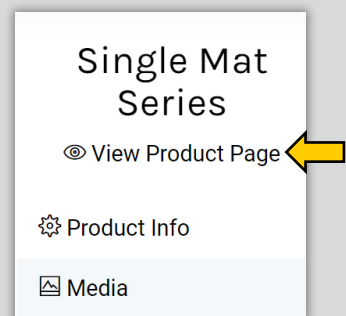 Single Mat
Series
View Product Page
Product Info
Media